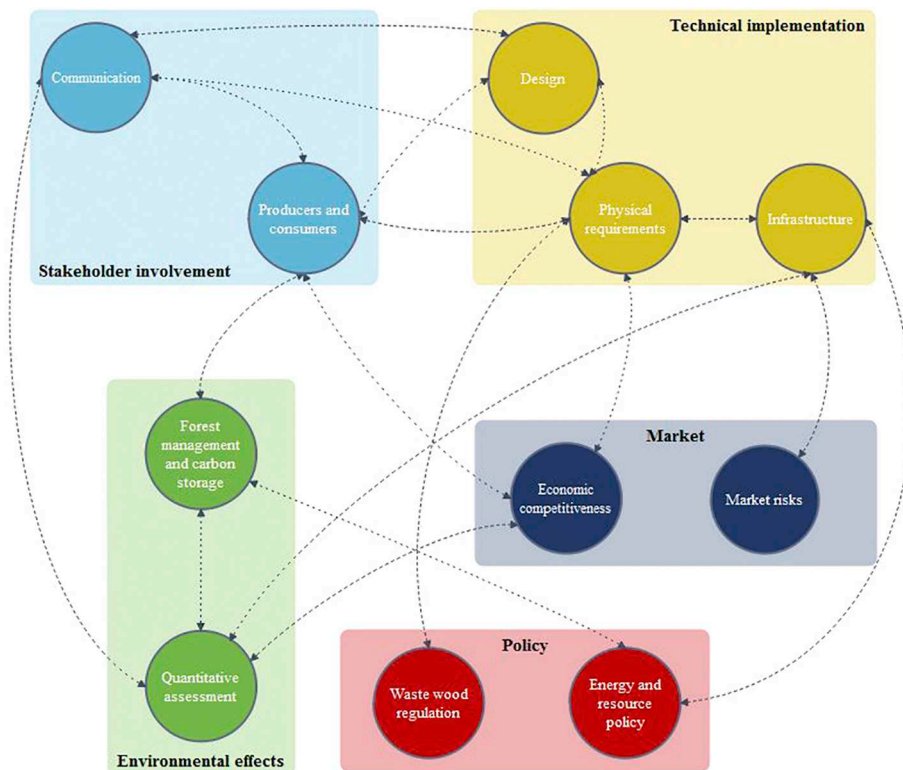 Technical implementation
Communication
Design
Producers and
consumers
Physical
requirements
Infrastructure
Stakeholder involvement
Forest
management
and carbon
storage
Market
Economic
competitiveness
Market risks
Quantitative
assessment
Environmental effects
Policy
Waste wood
regulation
Energy and
resource
policy